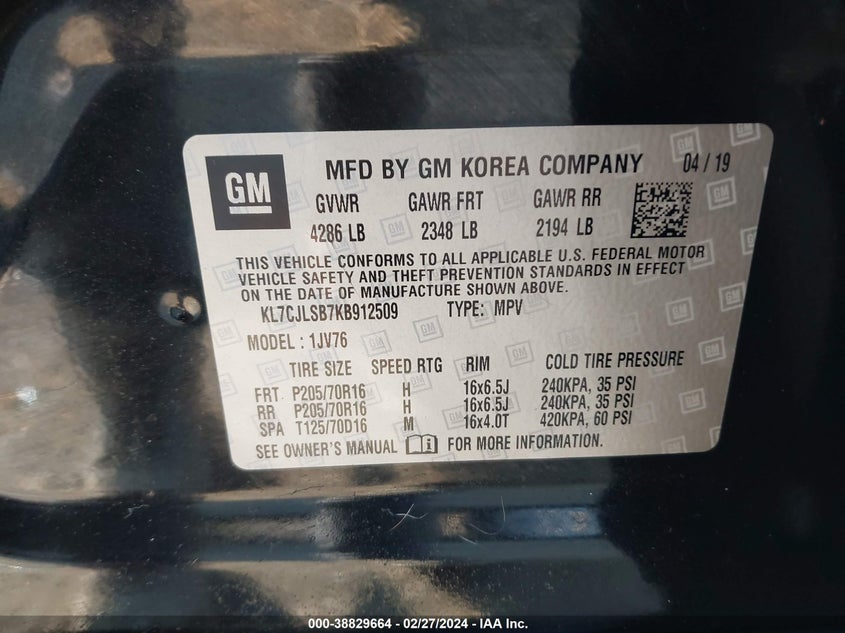 GM MFD BY GM KOREA COMPANY 04 / 19
GVWR GAWR FRT GAWR RR
4286 LB 2348 LB 2194 LB
THIS VEHICLE CONFORMS TO ALL APPLICABLE U.S. FEDERAL MOTOR
VEHICLE SAFETY AND THEFT PREVENTION STANDARDS IN EFFECT
ON THE DATE OF MANUFACTURE SHOWN ABOVE.
KL7CJLSB7KB912509 TYPE: MPV
MODEL : 1JV76
TIRE SIZE SPEED RTG RIM COLD TIRE PRESSURE
FRT P205/70R16 H 16x6.5J 240KPA, 35 PSI
RR P205/70R16 H 16x6.5J 240KPA, 35 PSI
SPA T125/70D16 M 16x4.0T 420KPA, 60 PSI
SEE OWNER'S MANUAL FOR MORE INFORMATION.
000-38829664 - 02/27/2024 - IAA Inc.